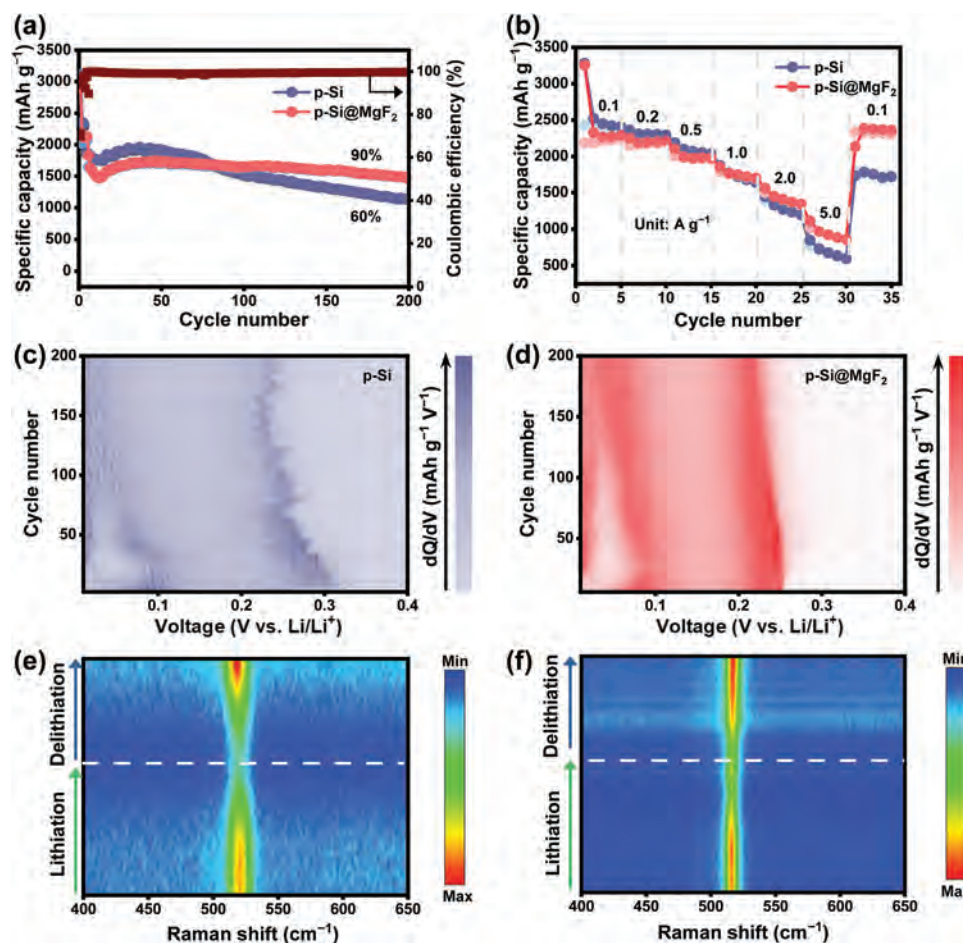 (a)
3500
3000
2500
2000
1500
1000
500
0
Specific capacity (mAh g⁻¹)
p-Si
p-Si@MgF₂
90%
60%
100
80
60
40
20
0
Coulombic efficiency (%)
0 50 100 150 200
Cycle number
(b)
3500
3000
2500
2000
1500
1000
500
Specific capacity (mAh g⁻¹)
p-Si
p-Si@MgF₂
0.1
0.2
0.5
1.0
2.0
5.0
0.1
Unit: A g⁻¹
0 5 10 15 20 25 30 35
Cycle number
(c)
200
150
100
50
Cycle number
p-Si
dQ/dV (mAh g⁻¹ V⁻¹)
0.1 0.2 0.3 0.4
Voltage (V vs. Li/Li⁺)
(d)
200
150
100
50
Cycle number
p-Si@MgF₂
dQ/dV (mAh g⁻¹ V⁻¹)
0.1 0.2 0.3 0.4
Voltage (V vs. Li/Li⁺)
(e)
Delithiation
Lithiation
Min
Max
400 450 500 550 600 650
Raman shift (cm⁻¹)
(f)
Delithiation
Lithiation
Min
Ma
400 450 500 550 600 650
Raman shift (cm⁻¹)